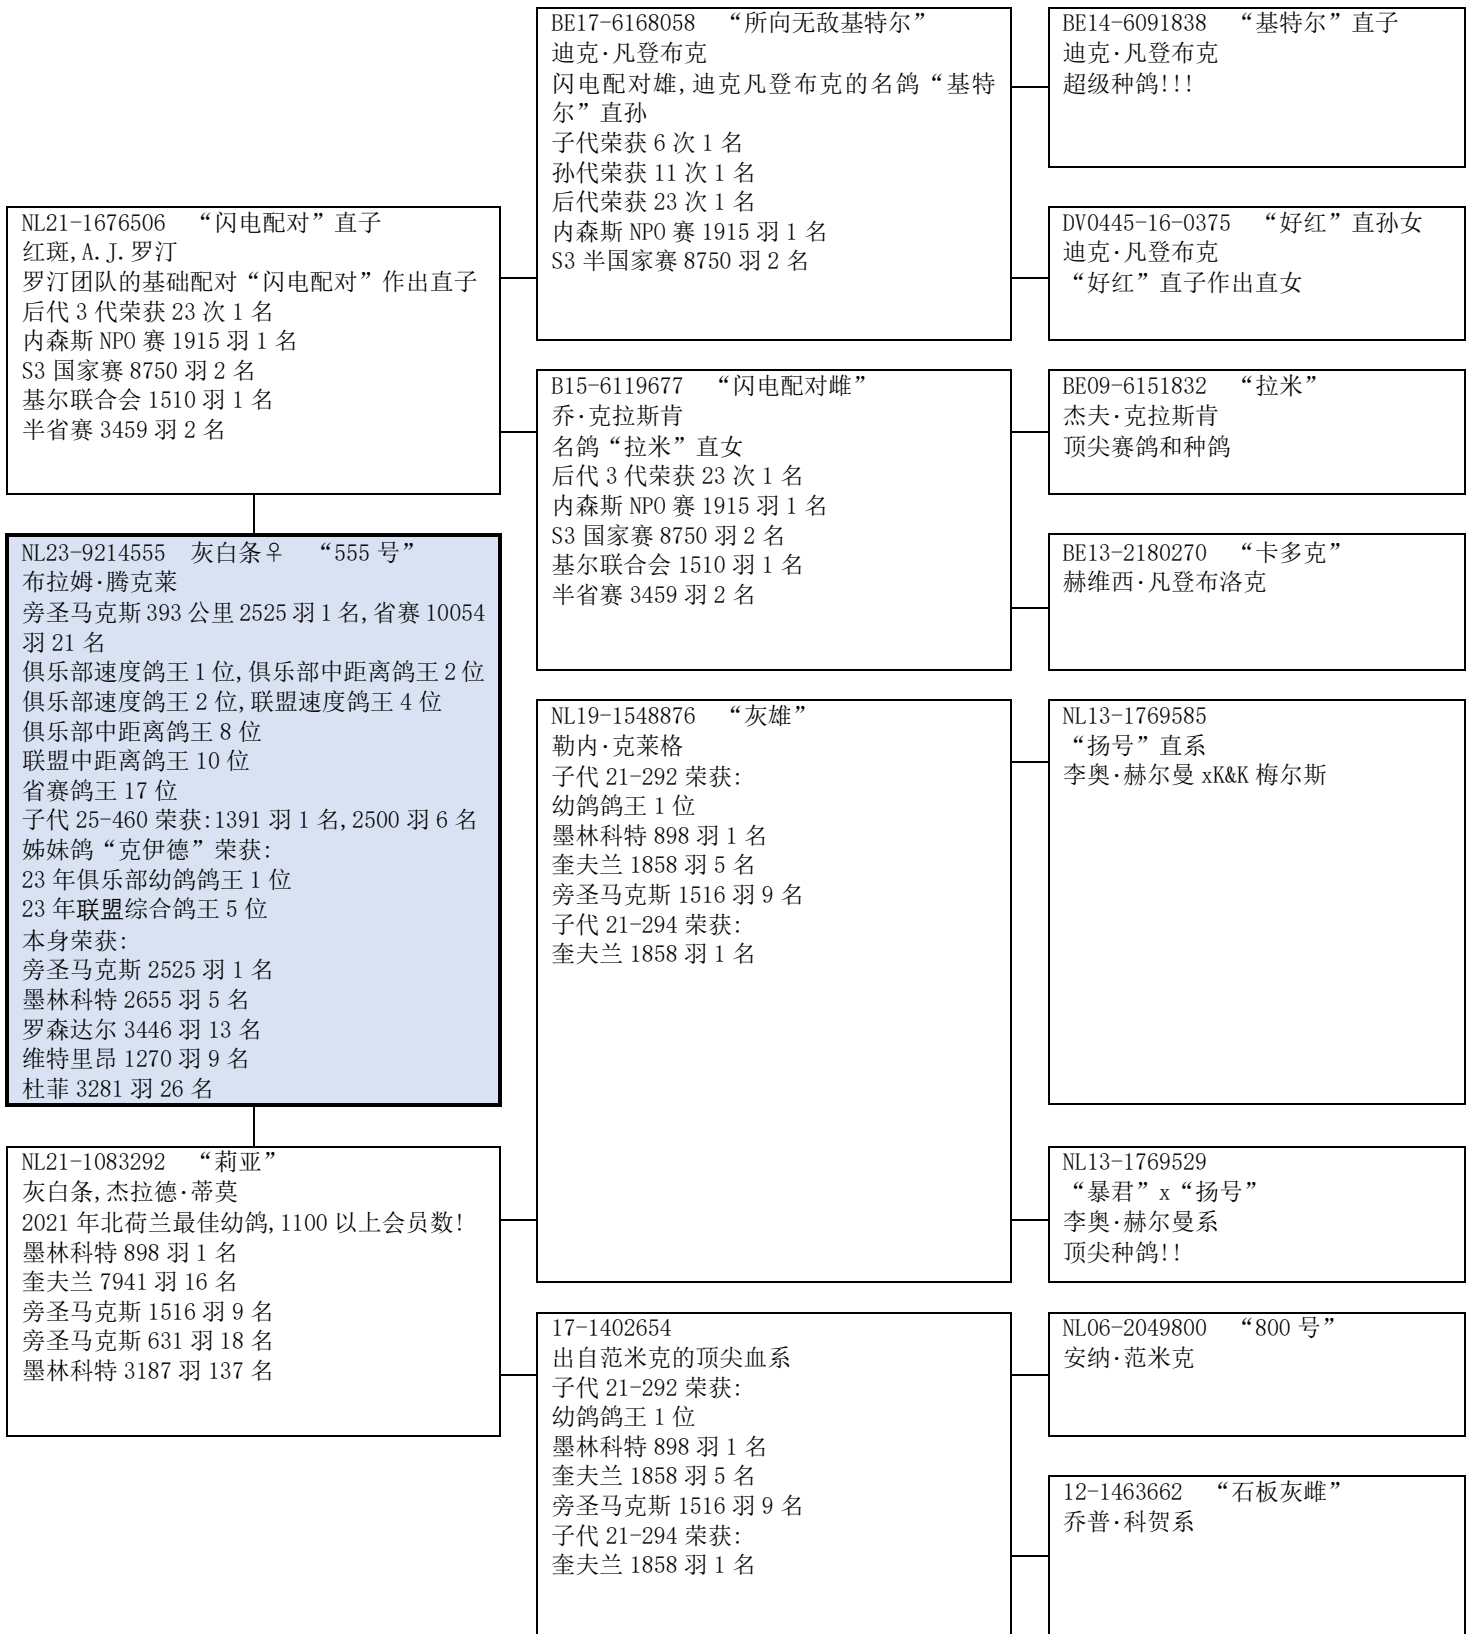 NL21-1676506 “闪电配对”直子
红斑,A.J.罗汀
罗汀团队的基础配对“闪电配对”作出直子
后代 3 代荣获 23 次 1 名
内森斯 NPO 赛 1915 羽 1 名
S3 国家赛 8750 羽 2 名
基尔联合会 1510 羽 1 名
半省赛 3459 羽 2 名
NL23-9214555 灰白条♀ “555 号”
布拉姆·腾克莱
旁圣马克斯 393 公里 2525 羽 1 名,省赛 10054
羽 21 名
俱乐部速度鸽王 1 位,俱乐部中距离鸽王 2 位
俱乐部速度鸽王 2 位,联盟速度鸽王 4 位
俱乐部中距离鸽王 8 位
联盟中距离鸽王 10 位
省赛鸽王 17 位
子代 25-460 荣获:1391 羽 1 名,2500 羽 6 名
姊妹鸽“克伊德”荣获:
23 年俱乐部幼鸽鸽王 1 位
23 年联盟综合鸽王 5 位
本身荣获:
旁圣马克斯 2525 羽 1 名
墨林科特 2655 羽 5 名
罗森达尔 3446 羽 13 名
维特里昂 1270 羽 9 名
杜菲 3281 羽 26 名
NL21-1083292 “莉亚”
灰白条,杰拉德·蒂莫
2021 年北荷兰最佳幼鸽,1100 以上会员数!
墨林科特 898 羽 1 名
奎夫兰 7941 羽 16 名
旁圣马克斯 1516 羽 9 名
旁圣马克斯 631 羽 18 名
墨林科特 3187 羽 137 名
BE17-6168058 “所向无敌基特尔”
迪克·凡登布克
闪电配对雄,迪克凡登布克的名鸽“基特
尔”直孙
子代荣获 6 次 1 名
孙代荣获 11 次 1 名
后代荣获 23 次 1 名
内森斯 NPO 赛 1915 羽 1 名
S3 半国家赛 8750 羽 2 名
B15-6119677 “闪电配对雌”
乔·克拉斯肯
名鸽“拉米”直女
后代 3 代荣获 23 次 1 名
内森斯 NPO 赛 1915 羽 1 名
S3 国家赛 8750 羽 2 名
基尔联合会 1510 羽 1 名
半省赛 3459 羽 2 名
NL19-1548876 “灰雄”
勒内·克莱格
子代 21-292 荣获:
幼鸽鸽王 1 位
墨林科特 898 羽 1 名
奎夫兰 1858 羽 5 名
旁圣马克斯 1516 羽 9 名
子代 21-294 荣获:
奎夫兰 1858 羽 1 名
17-1402654
出自范米克的顶尖血系
子代 21-292 荣获:
幼鸽鸽王 1 位
墨林科特 898 羽 1 名
奎夫兰 1858 羽 5 名
旁圣马克斯 1516 羽 9 名
子代 21-294 荣获:
奎夫兰 1858 羽 1 名
BE14-6091838 “基特尔”直子
迪克·凡登布克
超级种鸽!!!
DV0445-16-0375 “好红”直孙女
迪克·凡登布克
“好红”直子作出直女
BE09-6151832 “拉米”
杰夫·克拉斯肯
顶尖赛鸽和种鸽
BE13-2180270 “卡多克”
赫维西·凡登布洛克
NL13-1769585
“扬号”直系
李奥·赫尔曼 xK&K 梅尔斯
NL13-1769529
“暴君”x“扬号”
李奥·赫尔曼系
顶尖种鸽!!
NL06-2049800 “800 号”
安纳·范米克
12-1463662 “石板灰雌”
乔普·科贺系